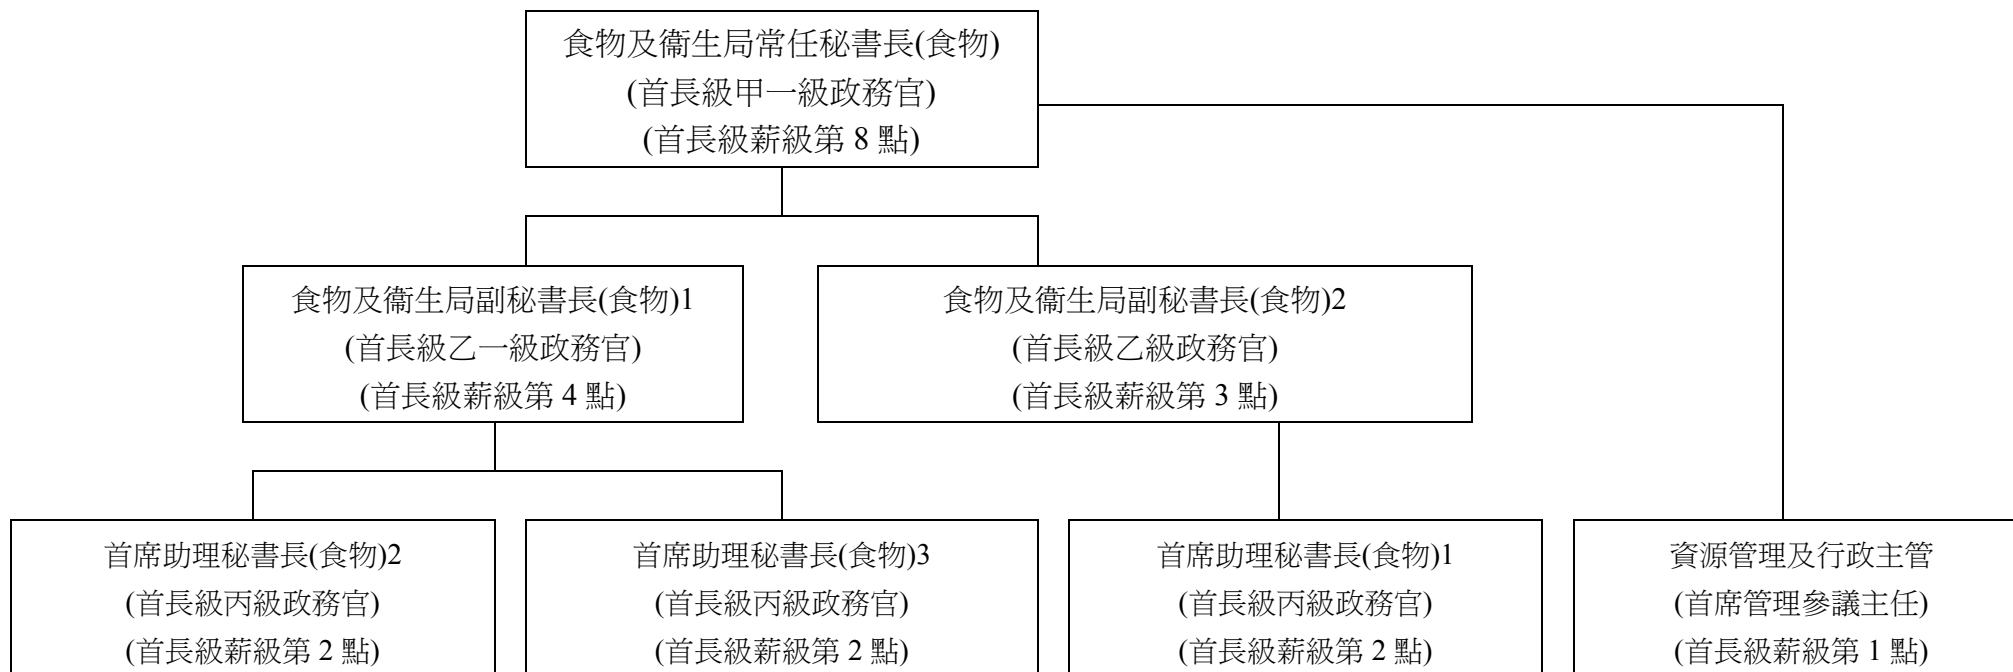 食物及衞生局常任秘書長(食物)
(首長級甲一級政務官)
(首長級薪級第 8 點)
食物及衞生局副秘書長(食物)1
(首長級乙一級政務官)
(首長級薪級第 4 點)
食物及衞生局副秘書長(食物)2
(首長級乙級政務官)
(首長級薪級第 3 點)
首席助理秘書長(食物)2
(首長級丙級政務官)
(首長級薪級第 2 點)
首席助理秘書長(食物)3
(首長級丙級政務官)
(首長級薪級第 2 點)
首席助理秘書長(食物)1
(首長級丙級政務官)
(首長級薪級第 2 點)
資源管理及行政主管
(首席管理參議主任)
(首長級薪級第 1 點)